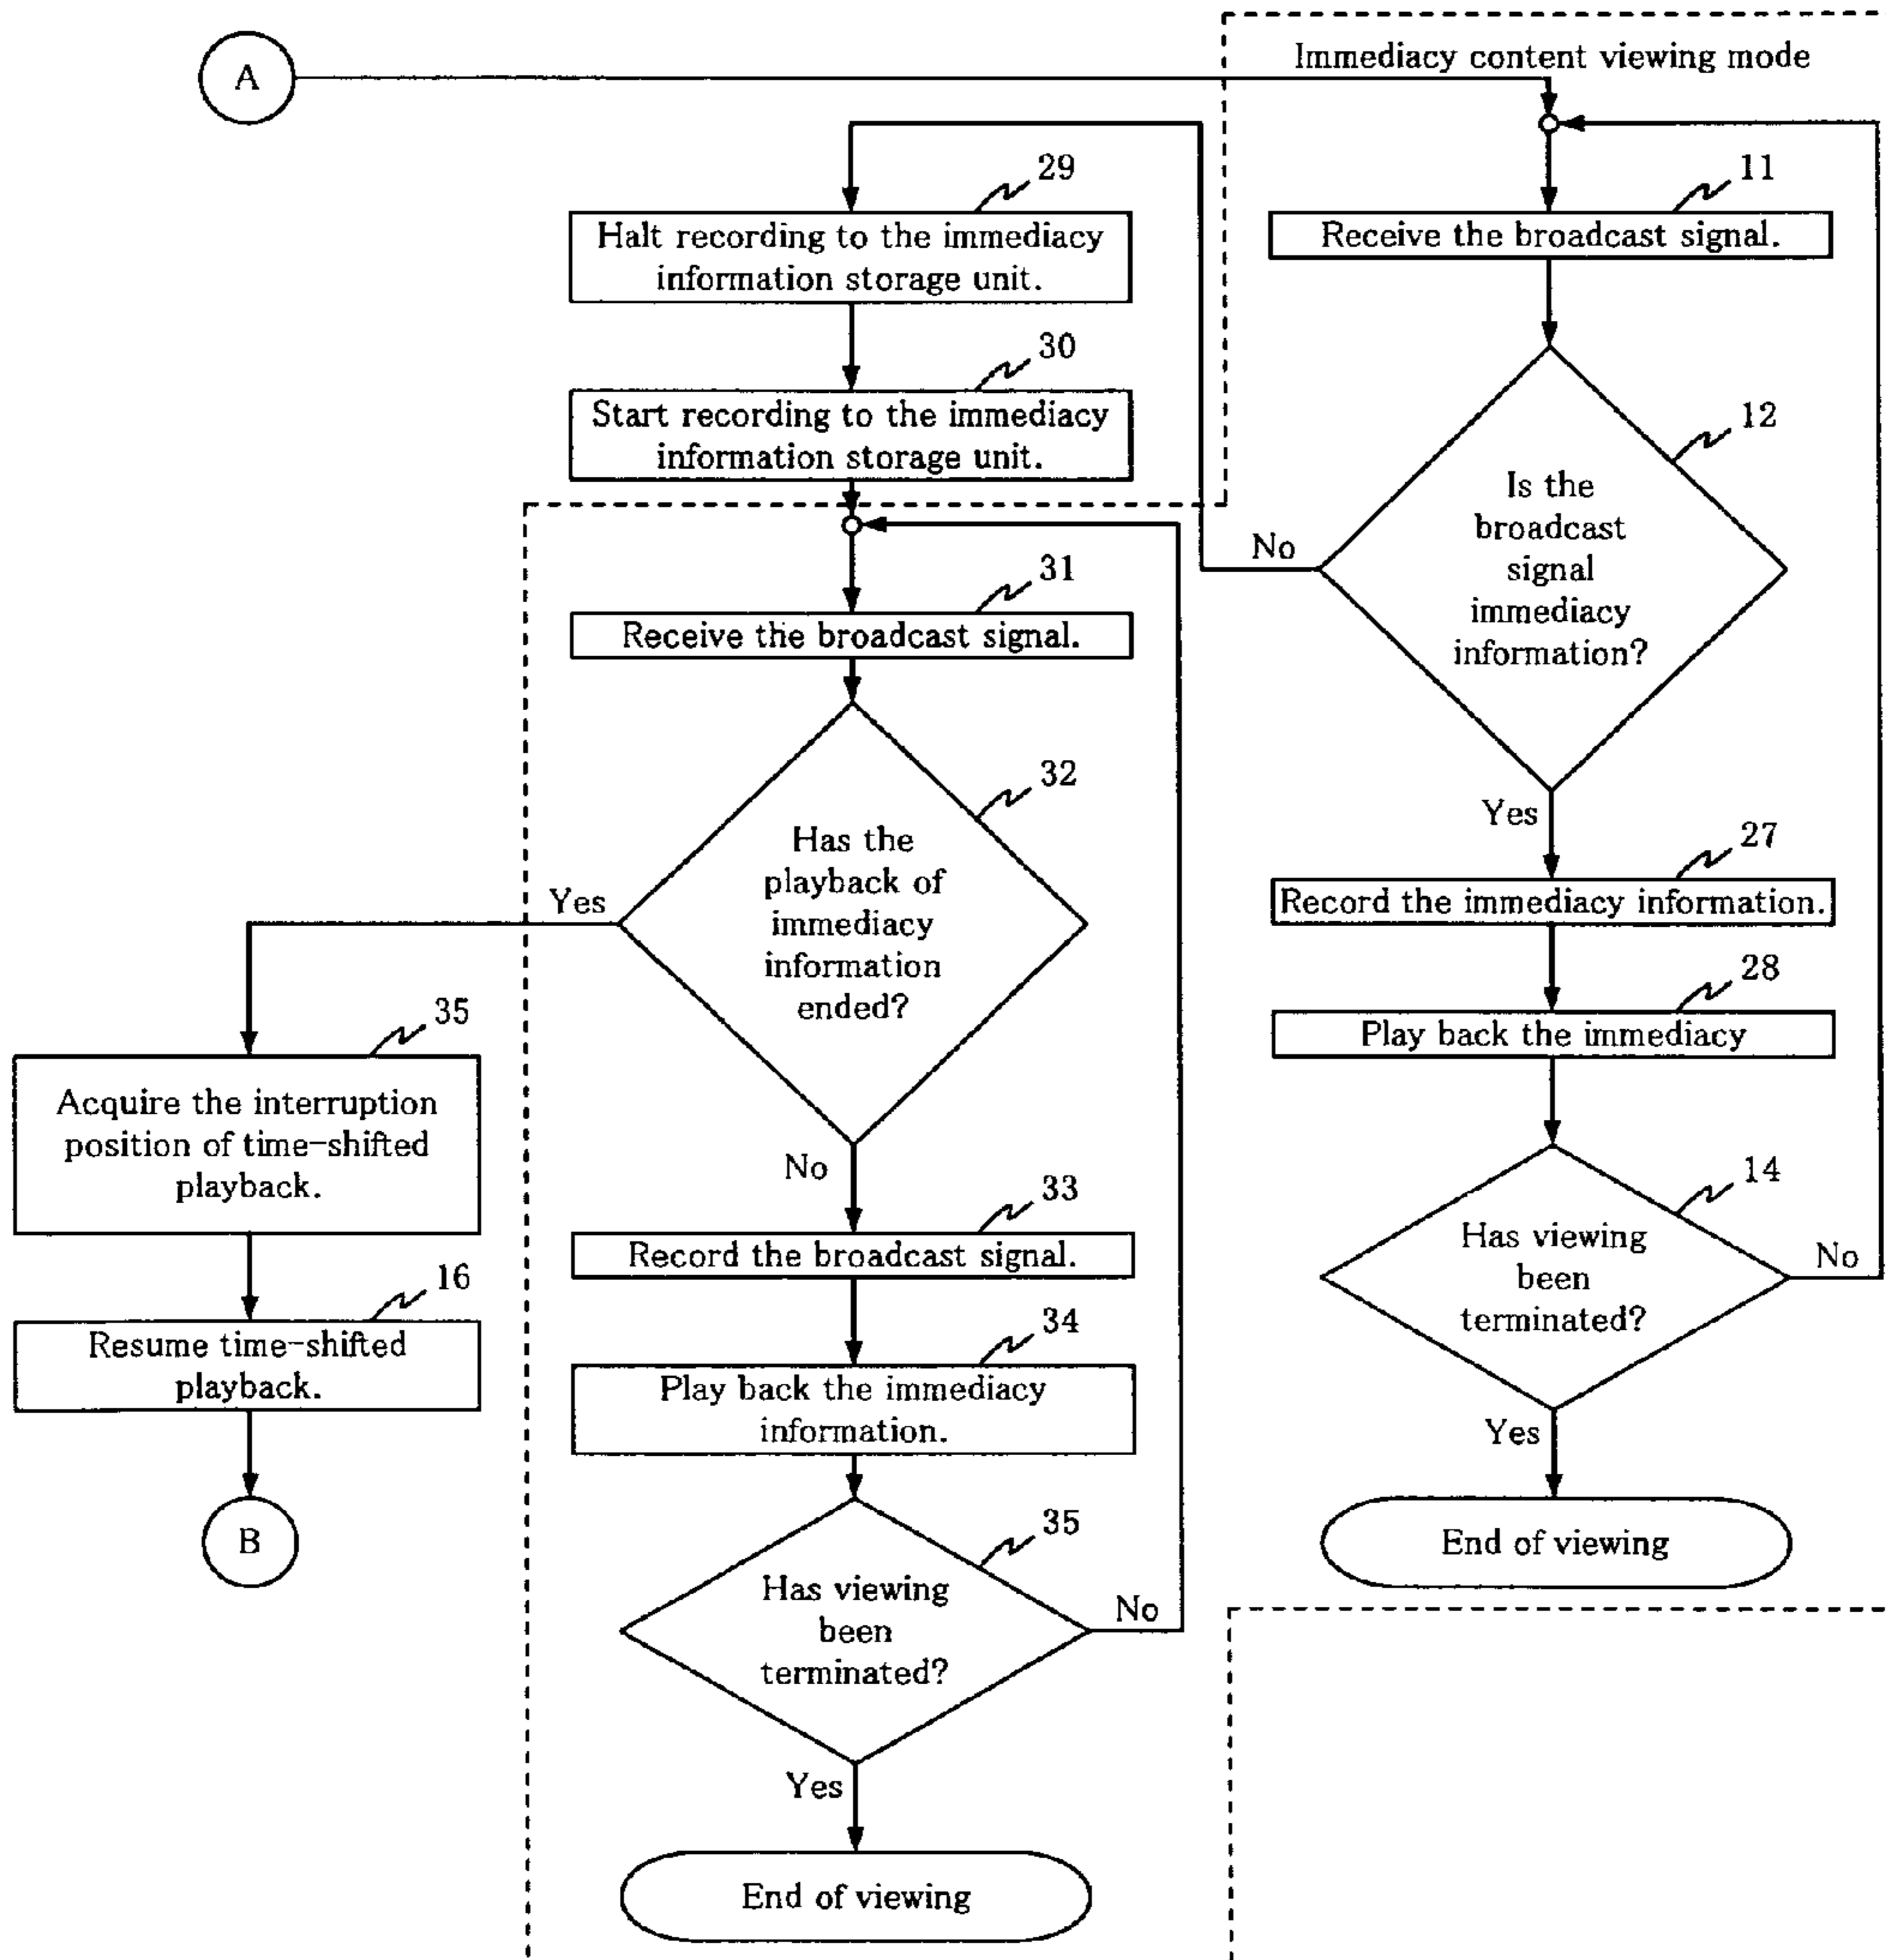 A
Immediacy content viewing mode
11
Receive the broadcast signal.
12
Is the
broadcast
signal
immediacy
information?
No
Yes
27
Record the immediacy information.
28
Play back the immediacy
14
Has viewing
been
terminated?
No
Yes
End of viewing
29
Halt recording to the immediacy
information storage unit.
30
Start recording to the immediacy
information storage unit.
31
Receive the broadcast signal.
32
Has the
playback of
immediacy
information
ended?
Yes
No
33
Record the broadcast signal.
34
Play back the immediacy
information.
35
Has viewing
been
terminated?
No
Yes
End of viewing
35
Acquire the interruption
position of time-shifted
playback.
16
Resume time-shifted
playback.
B